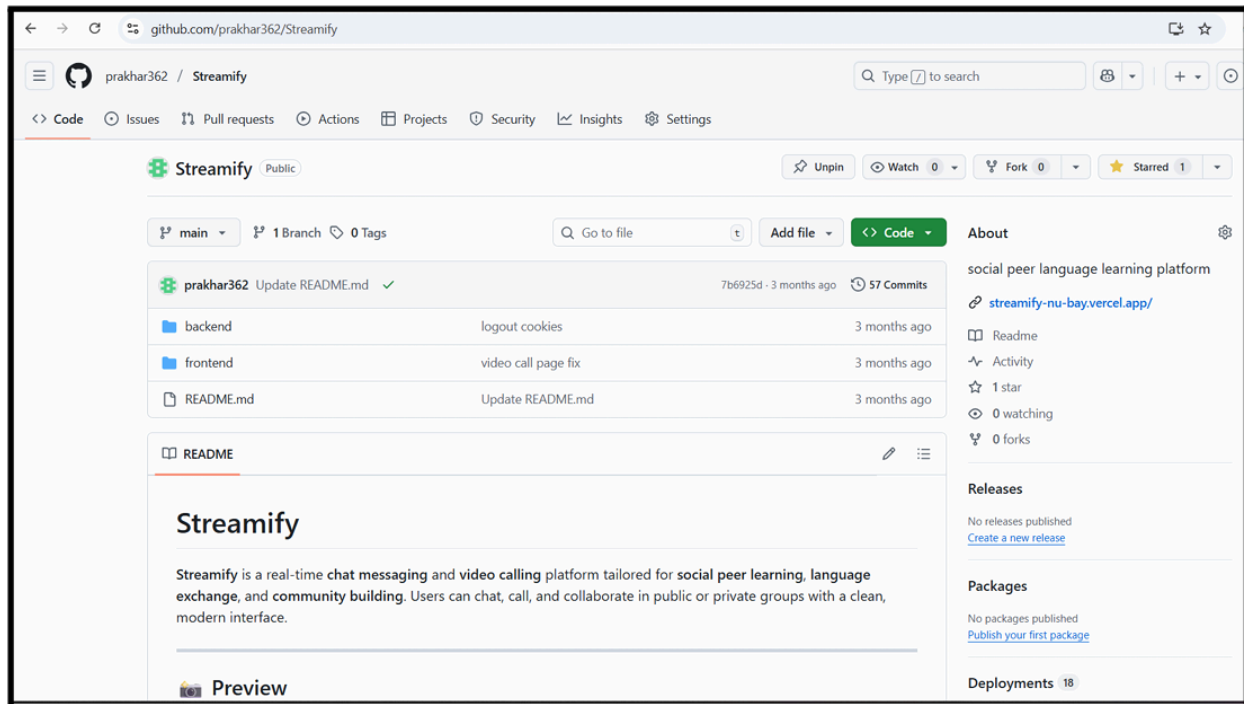 github.com/prakhar362/Streamify
prakhar362 / Streamify
Type / to search
Code Issues Pull requests Actions Projects Security Insights Settings
Streamify Public
Unpin Watch 0 Fork 0 Starred 1
main 1 Branch 0 Tags Go to file t Add file Code
prakhar362 Update README.md 7b6925d · 3 months ago 57 Commits
backend logout cookies 3 months ago
frontend video call page fix 3 months ago
README.md Update README.md 3 months ago
README
Streamify
Streamify is a real-time chat messaging and video calling platform tailored for social peer learning, language
exchange, and community building. Users can chat, call, and collaborate in public or private groups with a clean,
modern interface.
Preview
About
social peer language learning platform
streamify-nu-bay.vercel.app/
Readme
Activity
1 star
0 watching
0 forks
Releases
No releases published
Create a new release
Packages
No packages published
Publish your first package
Deployments 18